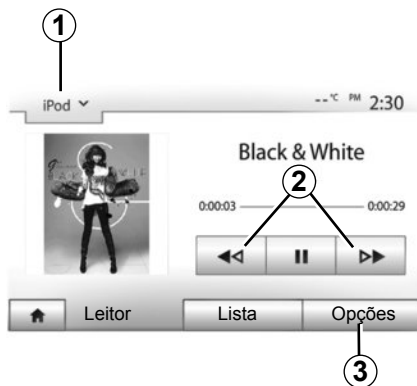 1
iPod
--°C PM 2:30
Black & White
2
0:00:03 0:00:29
Leitor Lista Opções
3